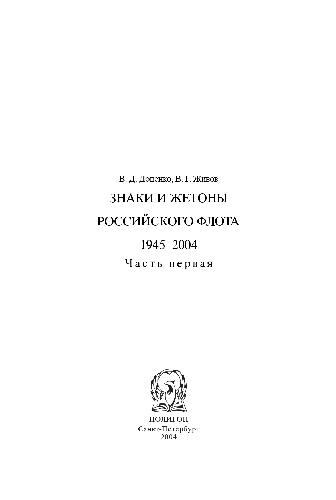 В. Д. Доценко, В. Г. Живов
ЗНАКИ И ЖЕТОНЫ
РОССИЙСКОГО ФЛОТА
1945–2004
Часть первая
ПОЛИГОН
Санкт-Петербург
2004